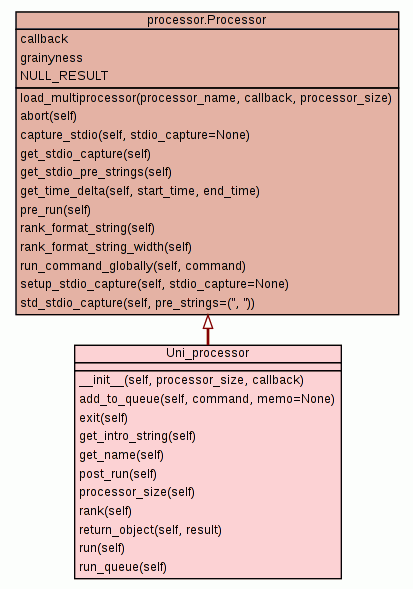 processor.Processor
callback
grainyness
NULL_RESULT
load_multiprocessor(processor_name, callback, processor_size)
abort(self)
capture_stdio(self, stdio_capture=None)
get_stdio_capture(self)
get_stdio_pre_strings(self)
get_time_delta(self, start_time, end_time)
pre_run(self)
rank_format_string(self)
rank_format_string_width(self)
run_command_globally(self, command)
setup_stdio_capture(self, stdio_capture=None)
std_stdio_capture(self, pre_strings=('', ''))
Uni_processor
__init__(self, processor_size, callback)
add_to_queue(self, command, memo=None)
exit(self)
get_intro_string(self)
get_name(self)
post_run(self)
processor_size(self)
rank(self)
return_object(self, result)
run(self)
run_queue(self)